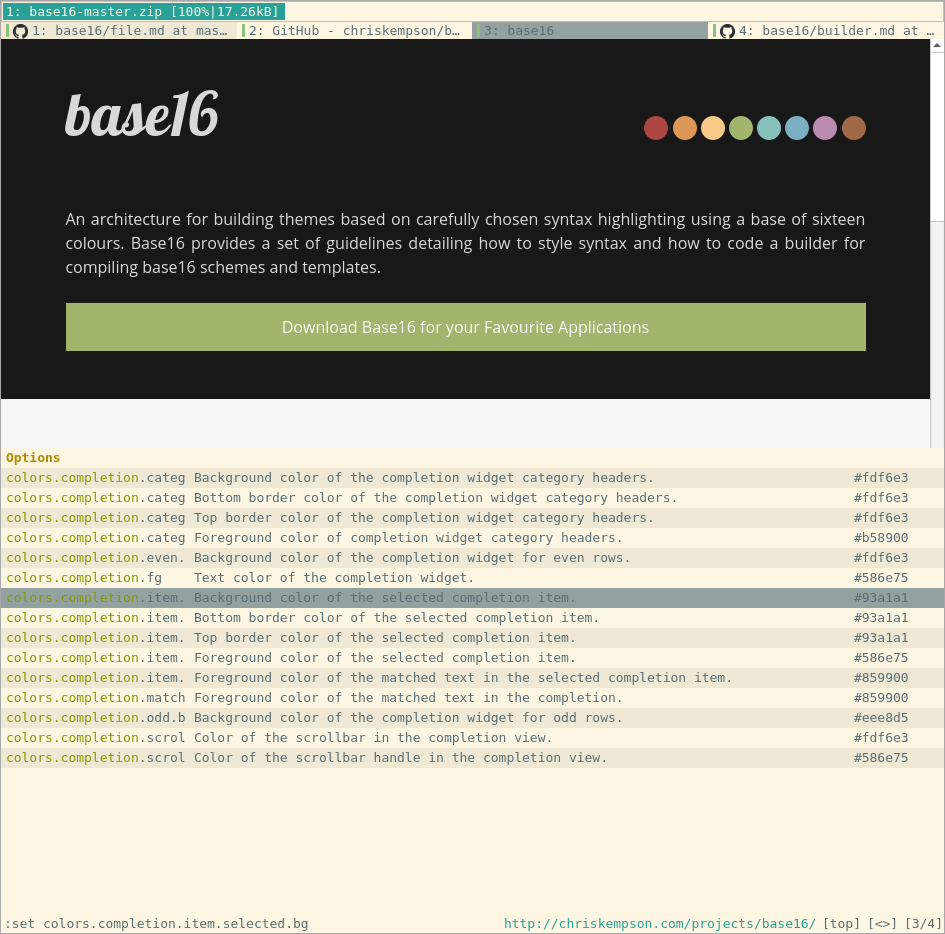 1: base16-master.zip [100%|17.26kB]
1: base16/file.md at mas… 2: GitHub - chriskempson/b… 3: base16 4: base16/builder.md at …
base16
An architecture for building themes based on carefully chosen syntax highlighting using a base of sixteen
colours. Base16 provides a set of guidelines detailing how to style syntax and how to code a builder for
compiling base16 schemes and templates.
Download Base16 for your Favourite Applications
Options
colors.completion.categ Background color of the completion widget category headers. #fdf6e3
colors.completion.categ Bottom border color of the completion widget category headers. #fdf6e3
colors.completion.categ Top border color of the completion widget category headers. #fdf6e3
colors.completion.categ Foreground color of completion widget category headers. #b58900
colors.completion.even. Background color of the completion widget for even rows. #fdf6e3
colors.completion.fg Text color of the completion widget. #586e75
colors.completion.item. Background color of the selected completion item. #93a1a1
colors.completion.item. Bottom border color of the selected completion item. #93a1a1
colors.completion.item. Top border color of the selected completion item. #93a1a1
colors.completion.item. Foreground color of the selected completion item. #586e75
colors.completion.item. Foreground color of the matched text in the selected completion item. #859900
colors.completion.match Foreground color of the matched text in the completion. #859900
colors.completion.odd.b Background color of the completion widget for odd rows. #eee8d5
colors.completion.scrol Color of the scrollbar in the completion view. #fdf6e3
colors.completion.scrol Color of the scrollbar handle in the completion view. #586e75
:set colors.completion.item.selected.bg http://chriskempson.com/projects/base16/ [top] [<>] [3/4]